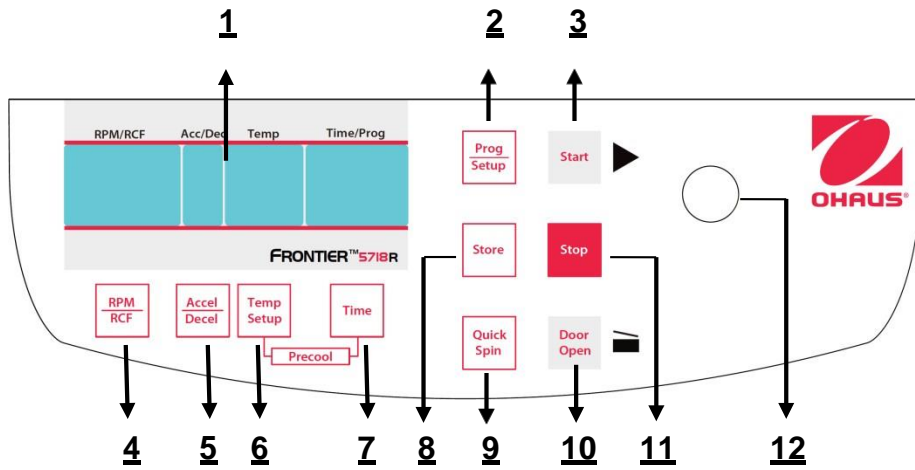 1 2 3
RPM/RCF Acc/Dec Temp Time/Prog
Prog
Setup
Start
OHAUS®
FRONTIER™5718R
Store
Stop
RPM
RCF
Accel
Decel
Temp
Setup
Time
Precool
Quick
Spin
Door
Open
4 5 6 7 8 9 10 11 12